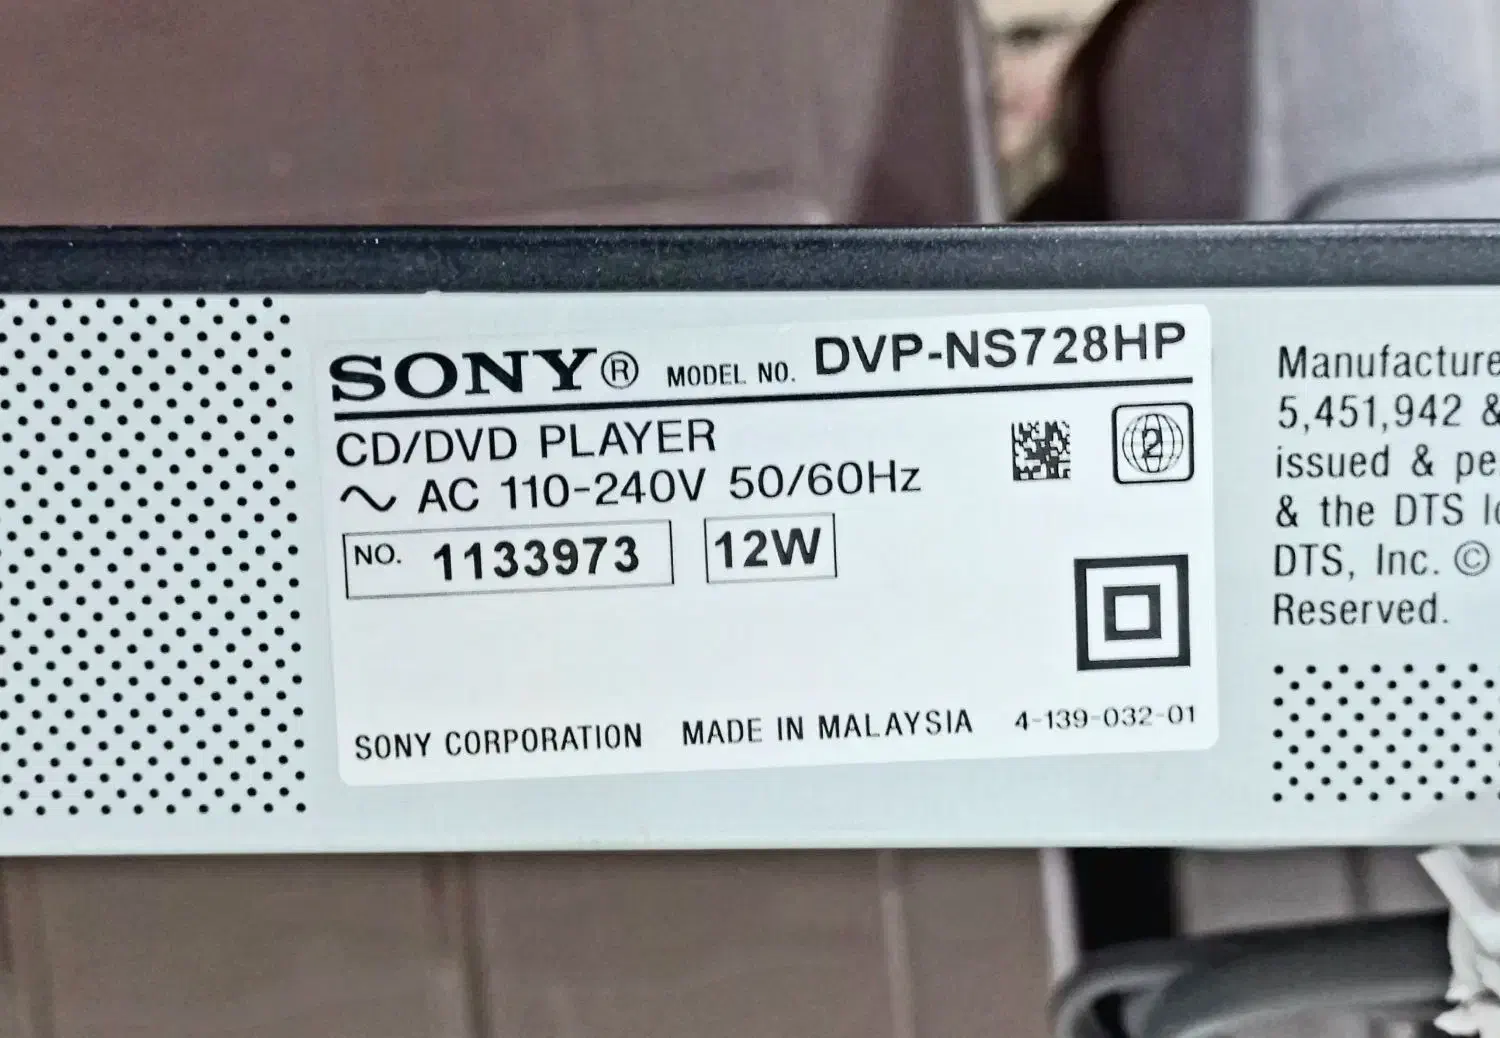 SONY® MODEL NO. DVP-NS728HP
CD/DVD PLAYER
2
∿ AC 110-240V 50/60Hz
NO. 1133973 12W
SONY CORPORATION MADE IN MALAYSIA 4-139-032-01
Manufacture
5,451,942 &
issued & pe
& the DTS lo
DTS, Inc. ©
Reserved.